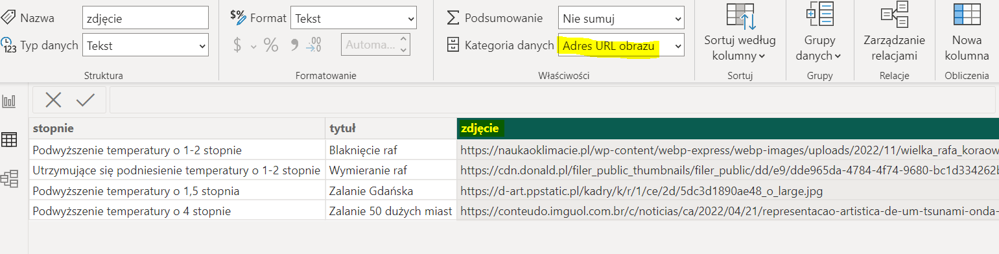 Nazwa zdjęcie $% Format Tekst Podsumowanie Nie sumuj
123 Typ danych Tekst $ % 9 .00 →0 Automa... Kategoria danych Adres URL obrazu
Sortuj według kolumny
Grupy danych
Zarządzanie relacjami
Nowa kolumna
Struktura Formatowanie Właściwości Sortuj Grupy Relacje Obliczenia
stopnie tytuł zdjęcie
Podwyższenie temperatury o 1-2 stopnie Blaknięcie raf https://naukaoklimacie.pl/wp-content/webp-express/webp-images/uploads/2022/11/wielka_rafa_koraow
Utrzymujące się podniesienie temperatury o 1-2 stopnie Wymieranie raf https://cdn.donald.pl/filer_public_thumbnails/filer_public/dd/e9/dde965da-4784-4f74-9680-bc1d334262b
Podwyższenie temperatury o 1,5 stopnia Zalanie Gdańska https://d-art.ppstatic.pl/kadry/k/r/1/ce/2d/5dc3d1890ae48_o_large.jpg
Podwyższenie temperatury o 4 stopnie Zalanie 50 dużych miast https://conteudo.imguol.com.br/c/noticias/ca/2022/04/21/representacao-artistica-de-um-tsunami-onda-